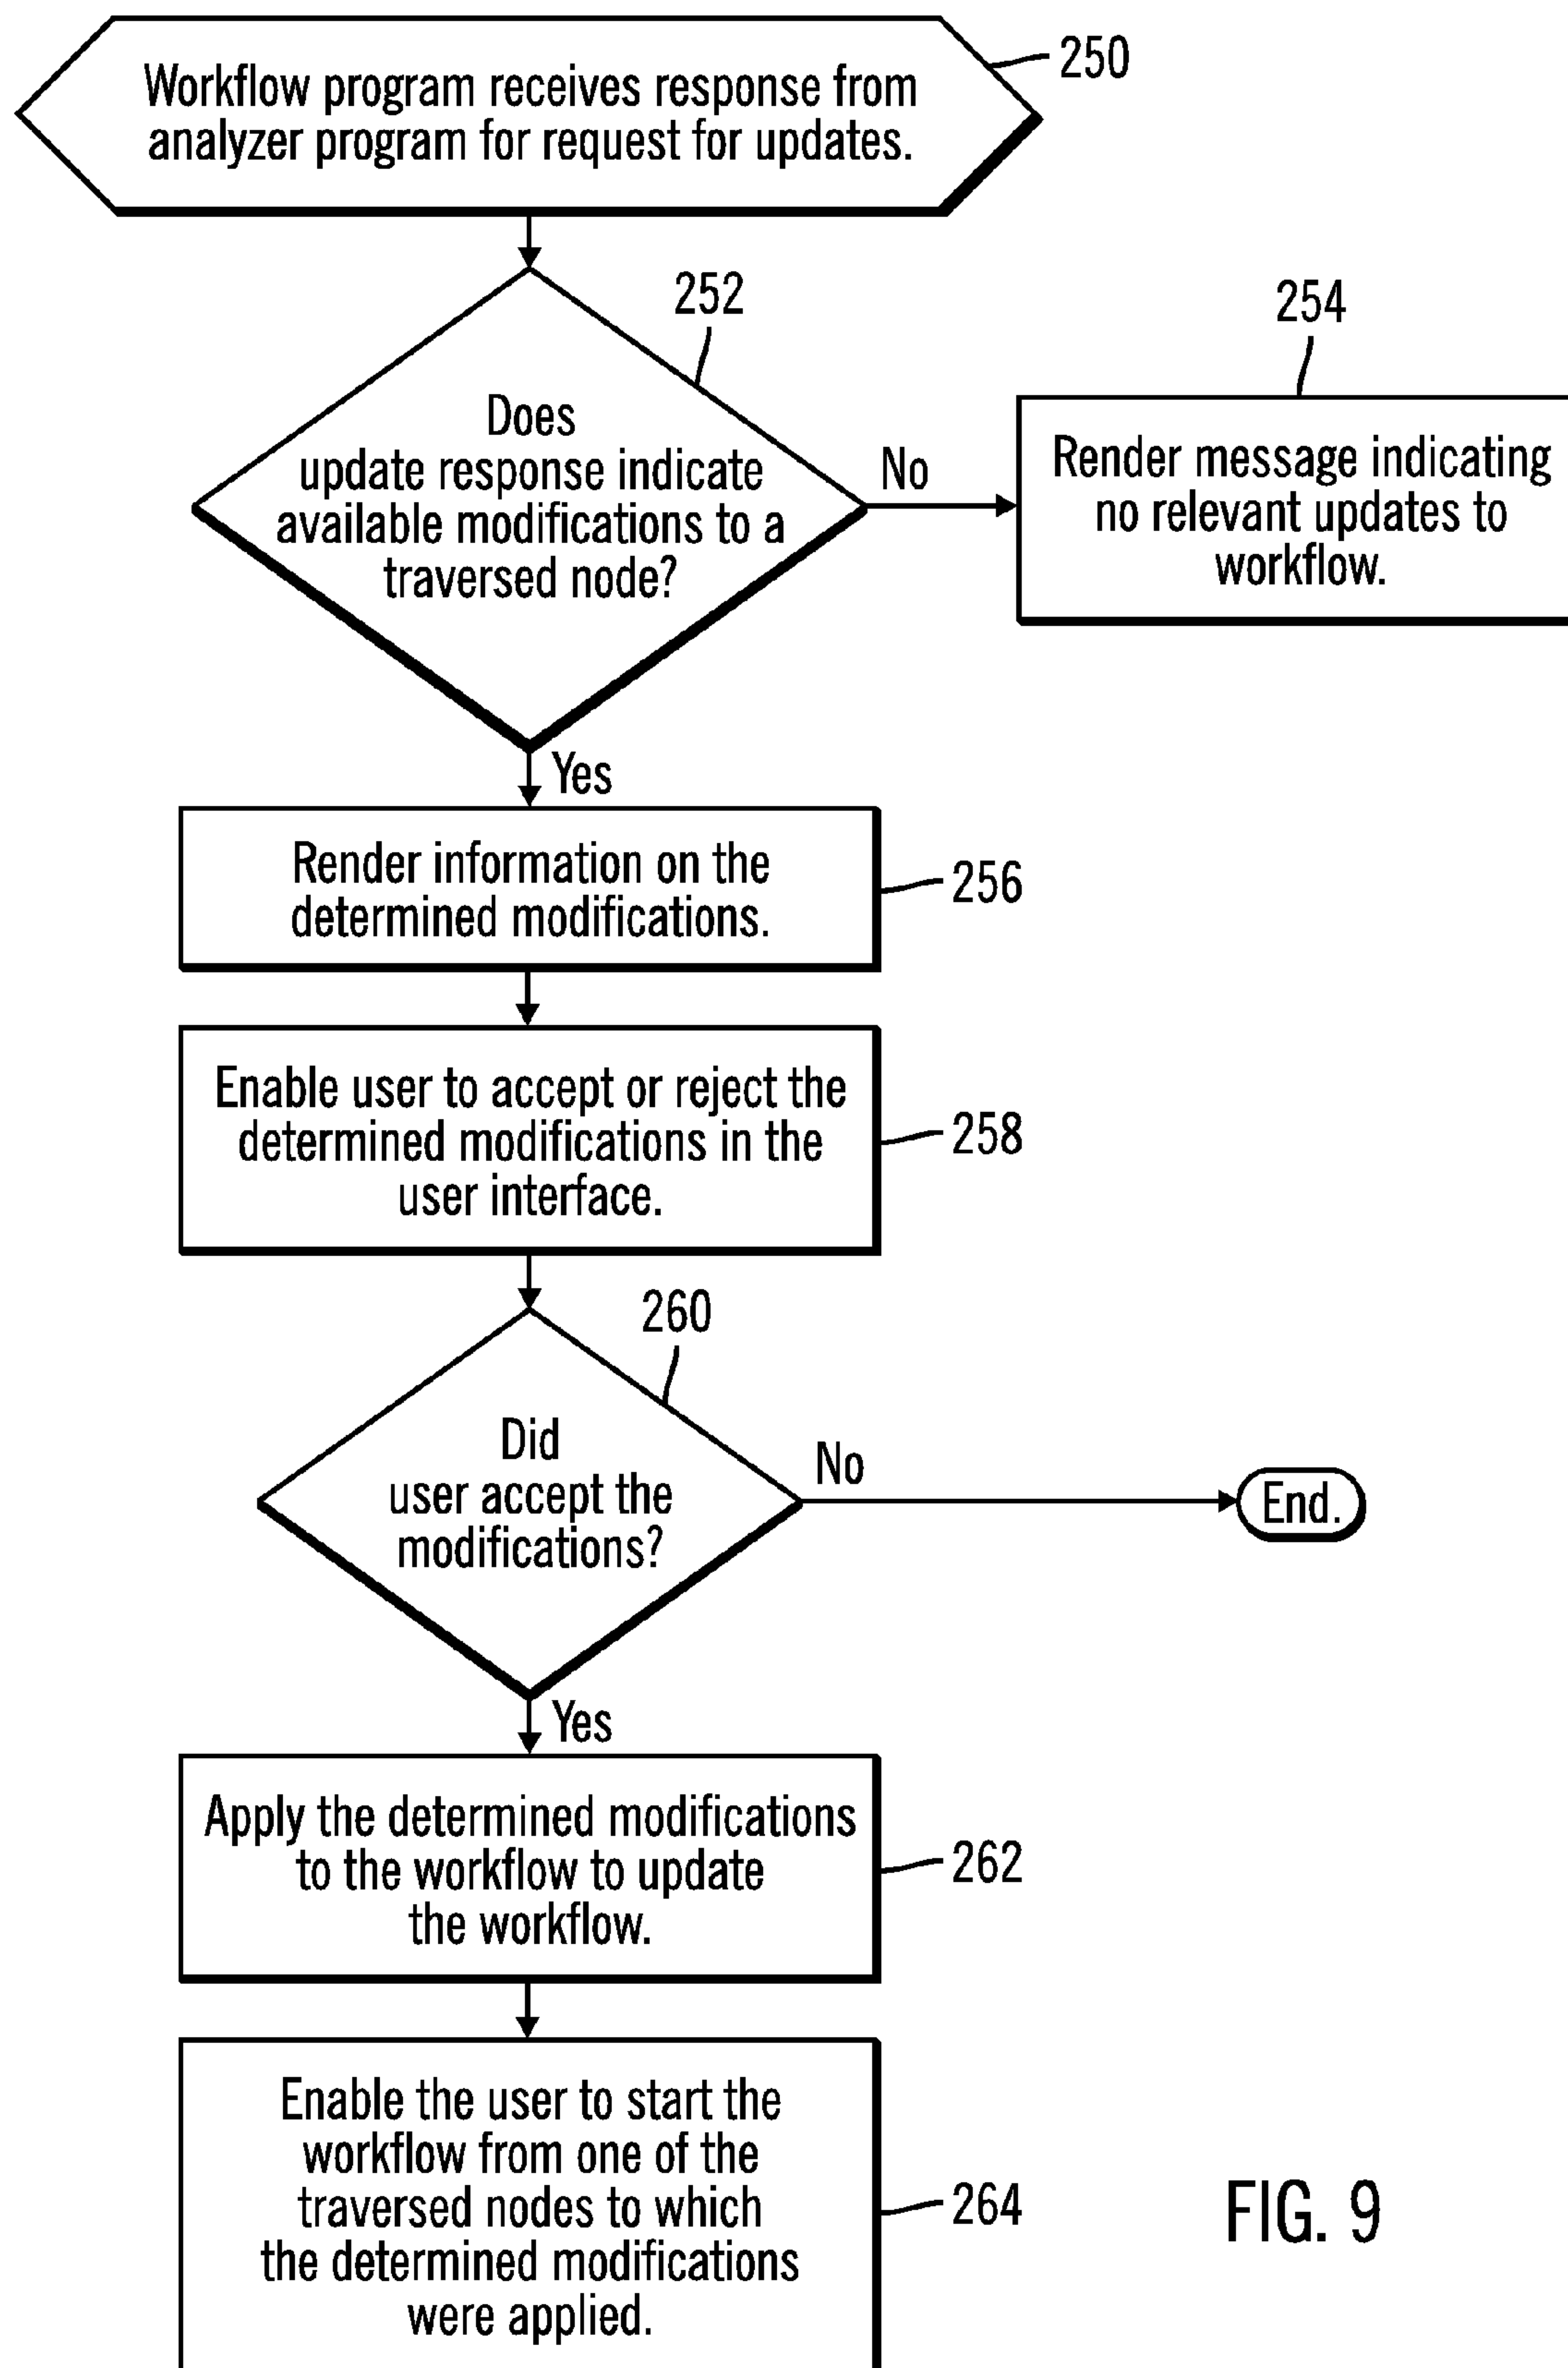 Workflow program receives response from
analyzer program for request for updates.
250
252
Does
update response indicate
available modifications to a
traversed node?
No
254
Render message indicating
no relevant updates to
workflow.
Yes
Render information on the
determined modifications.
256
Enable user to accept or reject the
determined modifications in the
user interface.
258
260
Did
user accept the
modifications?
No
End.
Yes
Apply the determined modifications
to the workflow to update
the workflow.
262
Enable the user to start the
workflow from one of the
traversed nodes to which
the determined modifications
were applied.
264
FIG. 9